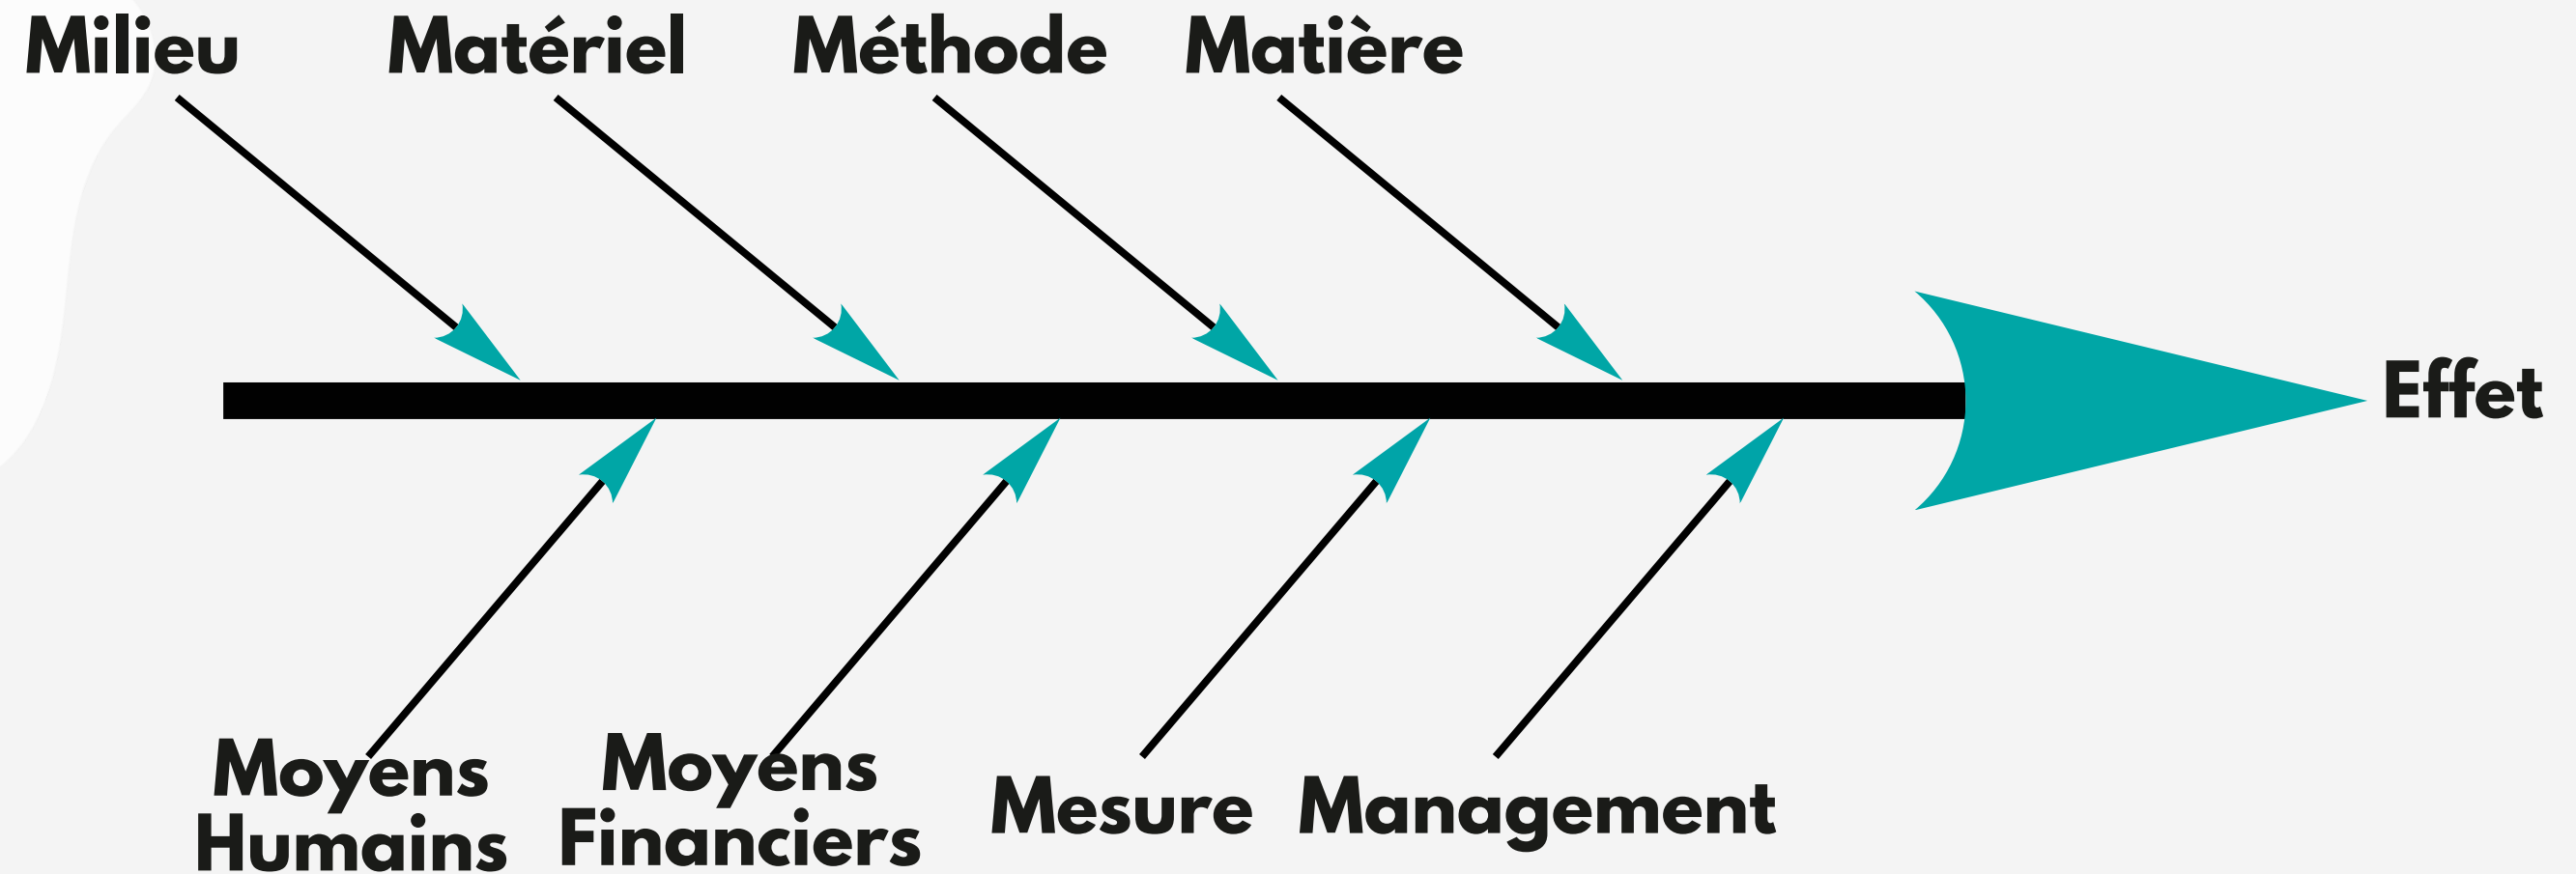 Milieu
Matériel
Méthode
Matière
Effet
Moyens
Humains
Moyens
Financiers
Mesure
Management